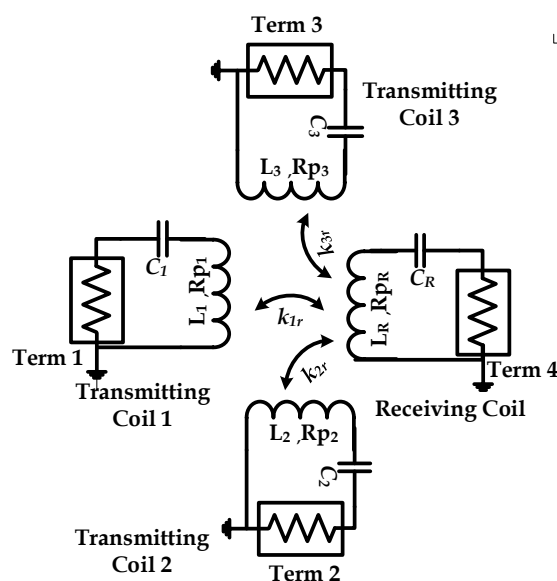 Term 3
Transmitting
Coil 3
C3
L3 ,Rp3
k3r
C1
L1 ,Rp1
k1r
LR ,RpR
CR
Term 1
Term 4
Transmitting
Coil 1
k2r
Receiving Coil
L2 ,Rp2
C2
Transmitting
Coil 2
Term 2
L